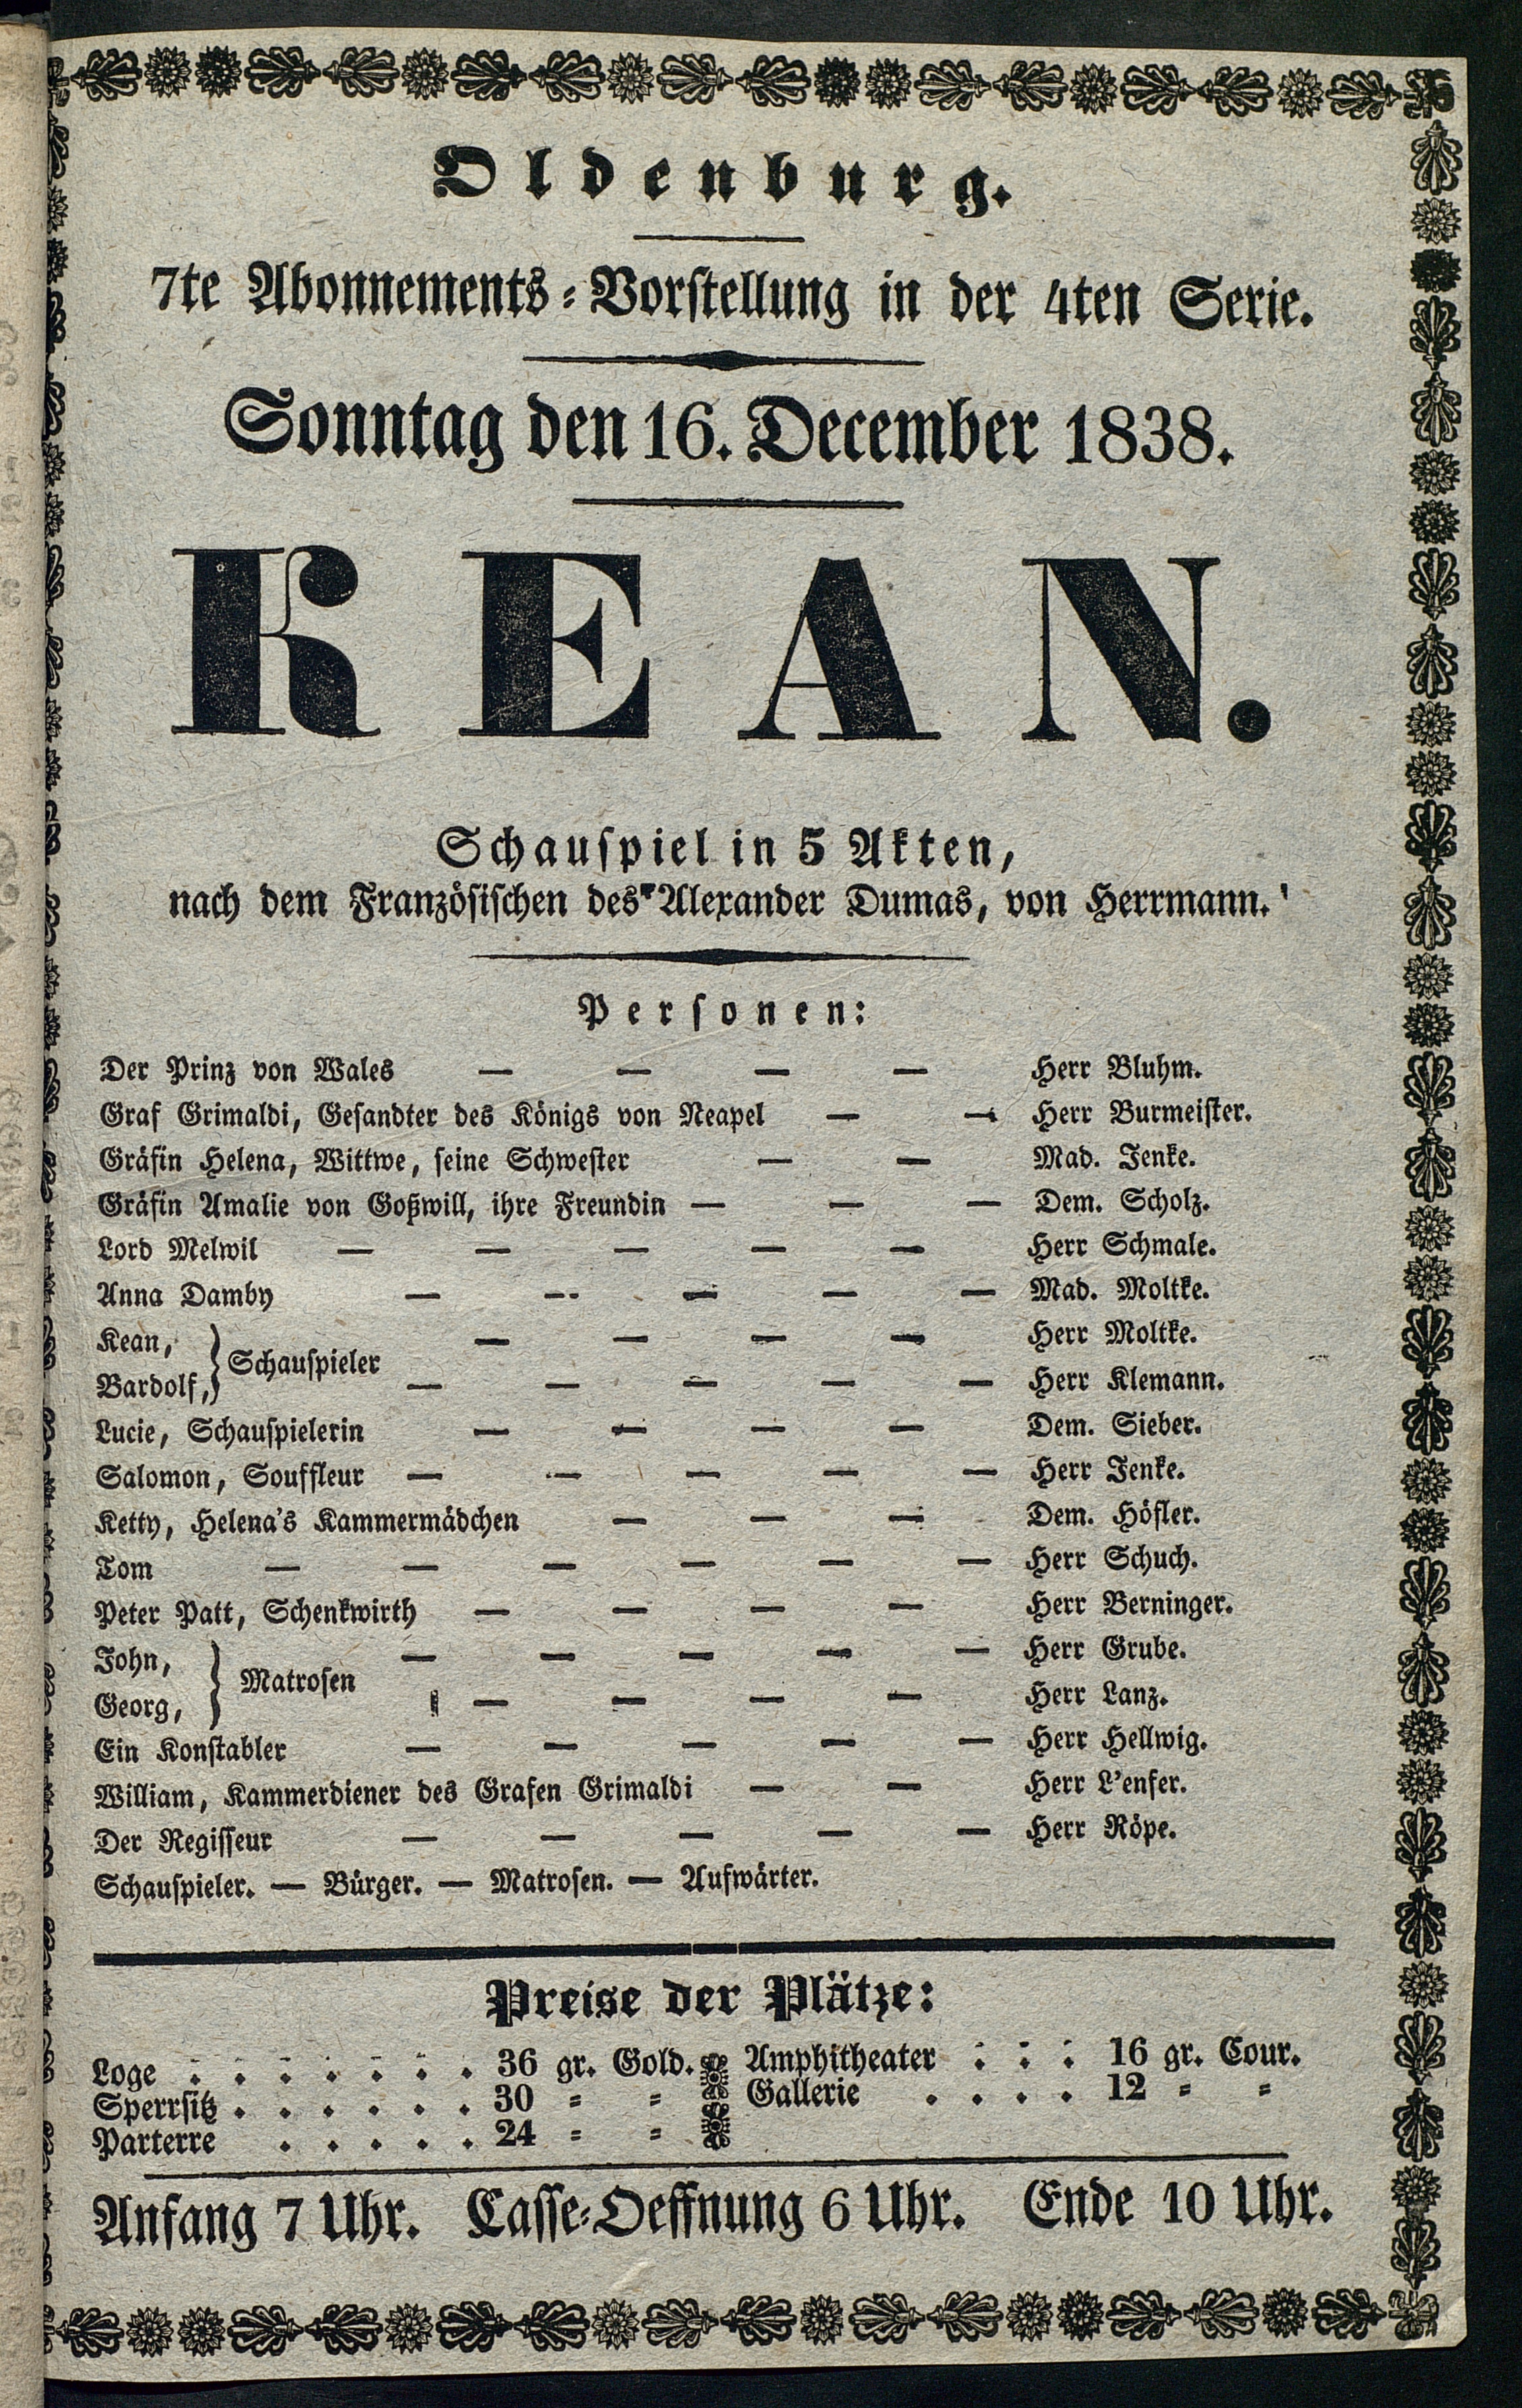 Oldenburg.
7te Abonnements-Vorstellung in der 4ten Serie.
Sonntag den 16. December 1838.
KEAN.
Schauspiel in 5 Akten,
nach dem Französischen des Alexander Dumas, von Herrmann.
Personen:
Der Prinz von Wales — — — — Herr Bluhm.
Graf Grimaldi, Gesandter des Königs von Neapel — — Herr Burmeister.
Gräfin Helena, Wittwe, seine Schwester — — Mad. Jenke.
Gräfin Amalie von Goßwill, ihre Freundin — — — Dem. Scholz.
Lord Melwil — — — — — Herr Schmale.
Anna Damby — — — — — Mad. Moltke.
Kean, — — — — Herr Moltke.
Schauspieler
Bardolf, — — — — — Herr Klemann.
Lucie, Schauspielerin — — — — Dem. Sieber.
Salomon, Souffleur — — — — — Herr Jenke.
Ketty, Helena's Kammermädchen — — — Dem. Höfler.
Tom — — — — — — Herr Schuch.
Peter Patt, Schenkwirth — — — — Herr Berninger.
John, — — — — — Herr Grube.
Matrosen
Georg, — — — — Herr Lanz.
Ein Konstabler — — — — — Herr Hellwig.
William, Kammerdiener des Grafen Grimaldi — — Herr L'enfer.
Der Regisseur — — — — — Herr Röpe.
Schauspieler. — Bürger. — Matrosen. — Aufwärter.
Preise der Plätze:
Loge . . . . . . . 36 gr. Gold. Amphitheater . . . 16 gr. Cour.
Sperrsitz . . . . . . 30 = = Gallerie . . . . 12 = =
Parterre . . . . . 24 = =
Anfang 7 Uhr. Casse-Oeffnung 6 Uhr. Ende 10 Uhr.